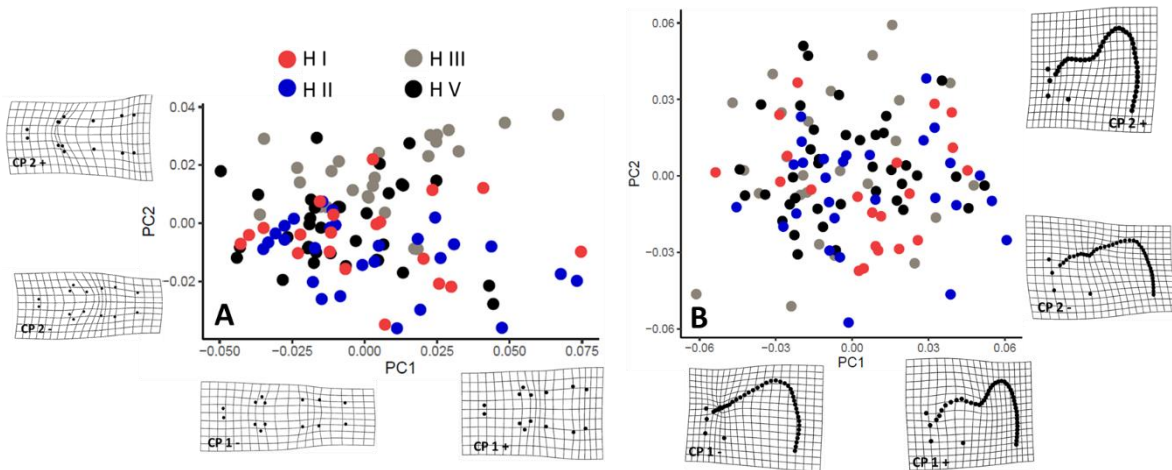 H I
H III
H II
H V
CP 2 +
CP 2 -
PC2
0.04
0.02
0.00
−0.02
A
−0.050
−0.025
0.000
0.025
0.050
0.075
PC1
CP 1 -
CP 1 +
PC2
0.06
0.03
0.00
−0.03
−0.06
B
−0.06
−0.03
0.00
0.03
0.06
PC1
CP 2 +
CP 2 -
CP 1 -
CP 1 +